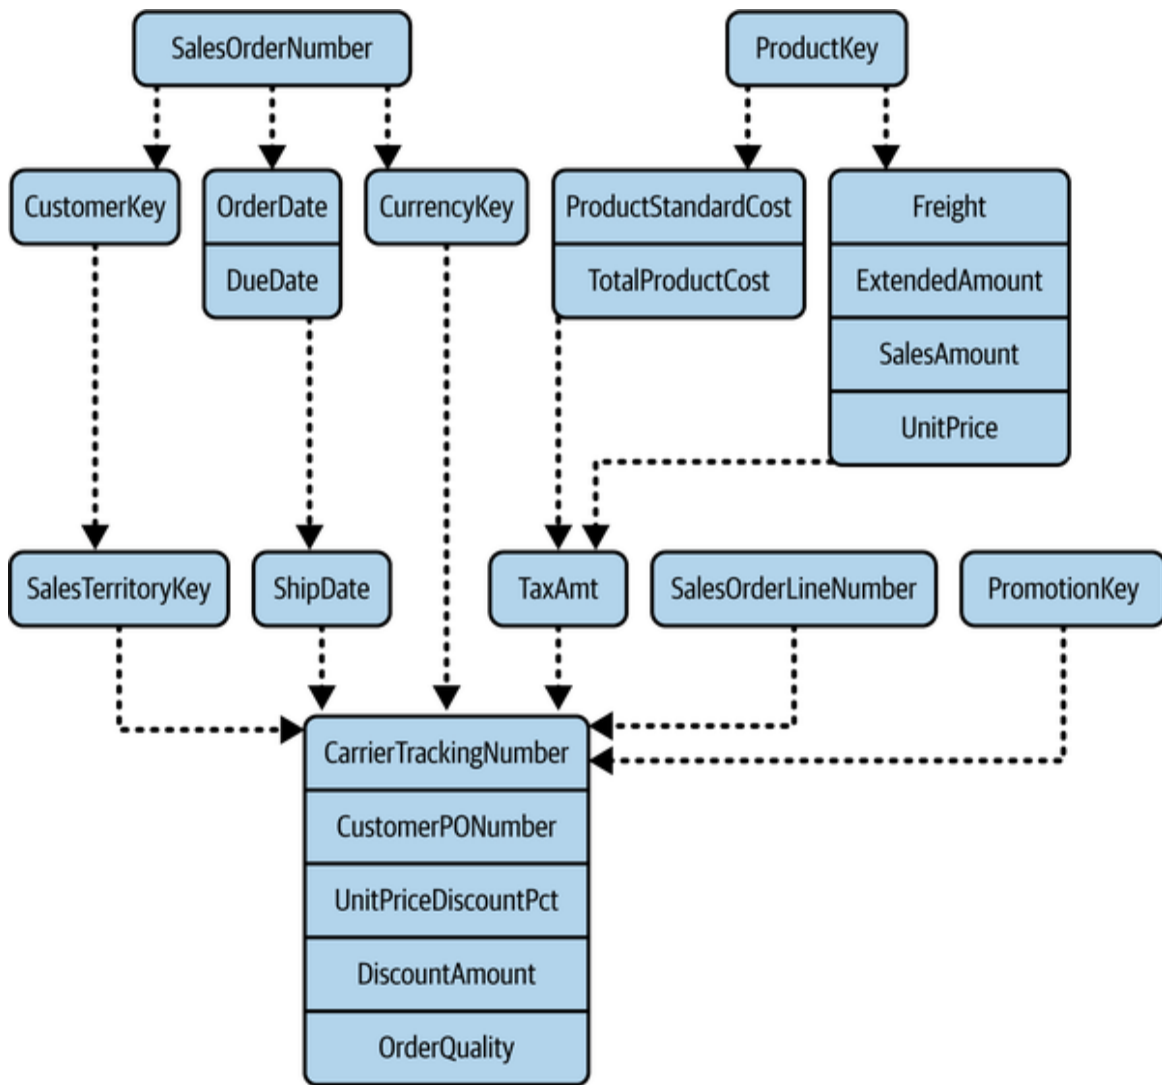 SalesOrderNumber
ProductKey
CustomerKey
OrderDate
DueDate
CurrencyKey
ProductStandardCost
TotalProductCost
Freight
ExtendedAmount
SalesAmount
UnitPrice
SalesTerritoryKey
ShipDate
TaxAmt
SalesOrderLineNumber
PromotionKey
CarrierTrackingNumber
CustomerPONumber
UnitPriceDiscountPct
DiscountAmount
OrderQuality